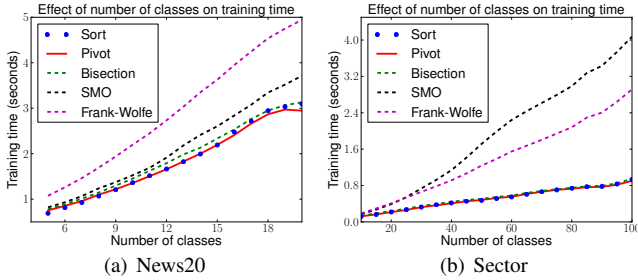 Effect of number of classes on training time
Training time (seconds)
5
4
3
2
1
Sort
Pivot
Bisection
SMO
Frank-Wolfe
6 9 12 15 18
Number of classes
(a) News20
Effect of number of classes on training time
Training time (seconds)
4.0
3.2
2.4
1.6
0.8
0.0
Sort
Pivot
Bisection
SMO
Frank-Wolfe
20 40 60 80 100
Number of classes
(b) Sector